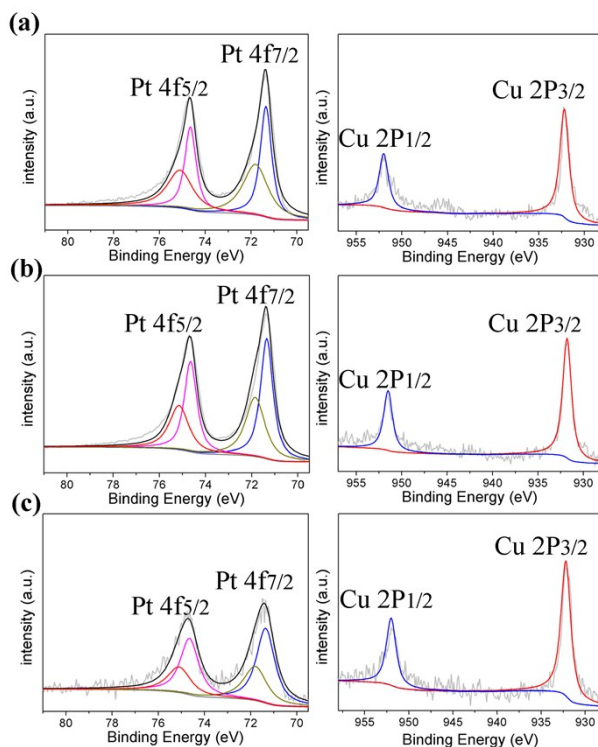 (a)
Pt 4f7/2
Pt 4f5/2
intensity (a.u.)
80 78 76 74 72 70
Binding Energy (eV)
Cu 2P3/2
Cu 2P1/2
intensity (a.u.)
955 950 945 940 935 930
Binding Energy (eV)
(b)
Pt 4f7/2
Pt 4f5/2
intensity (a.u.)
80 78 76 74 72 70
Binding Energy (eV)
Cu 2P3/2
Cu 2P1/2
intensity (a.u.)
955 950 945 940 935 930
Binding Energy (eV)
(c)
Pt 4f7/2
Pt 4f5/2
intensity (a.u.)
80 78 76 74 72 70
Binding Energy (eV)
Cu 2P3/2
Cu 2P1/2
intensity (a.u.)
955 950 945 940 935 930
Binding Energy (eV)